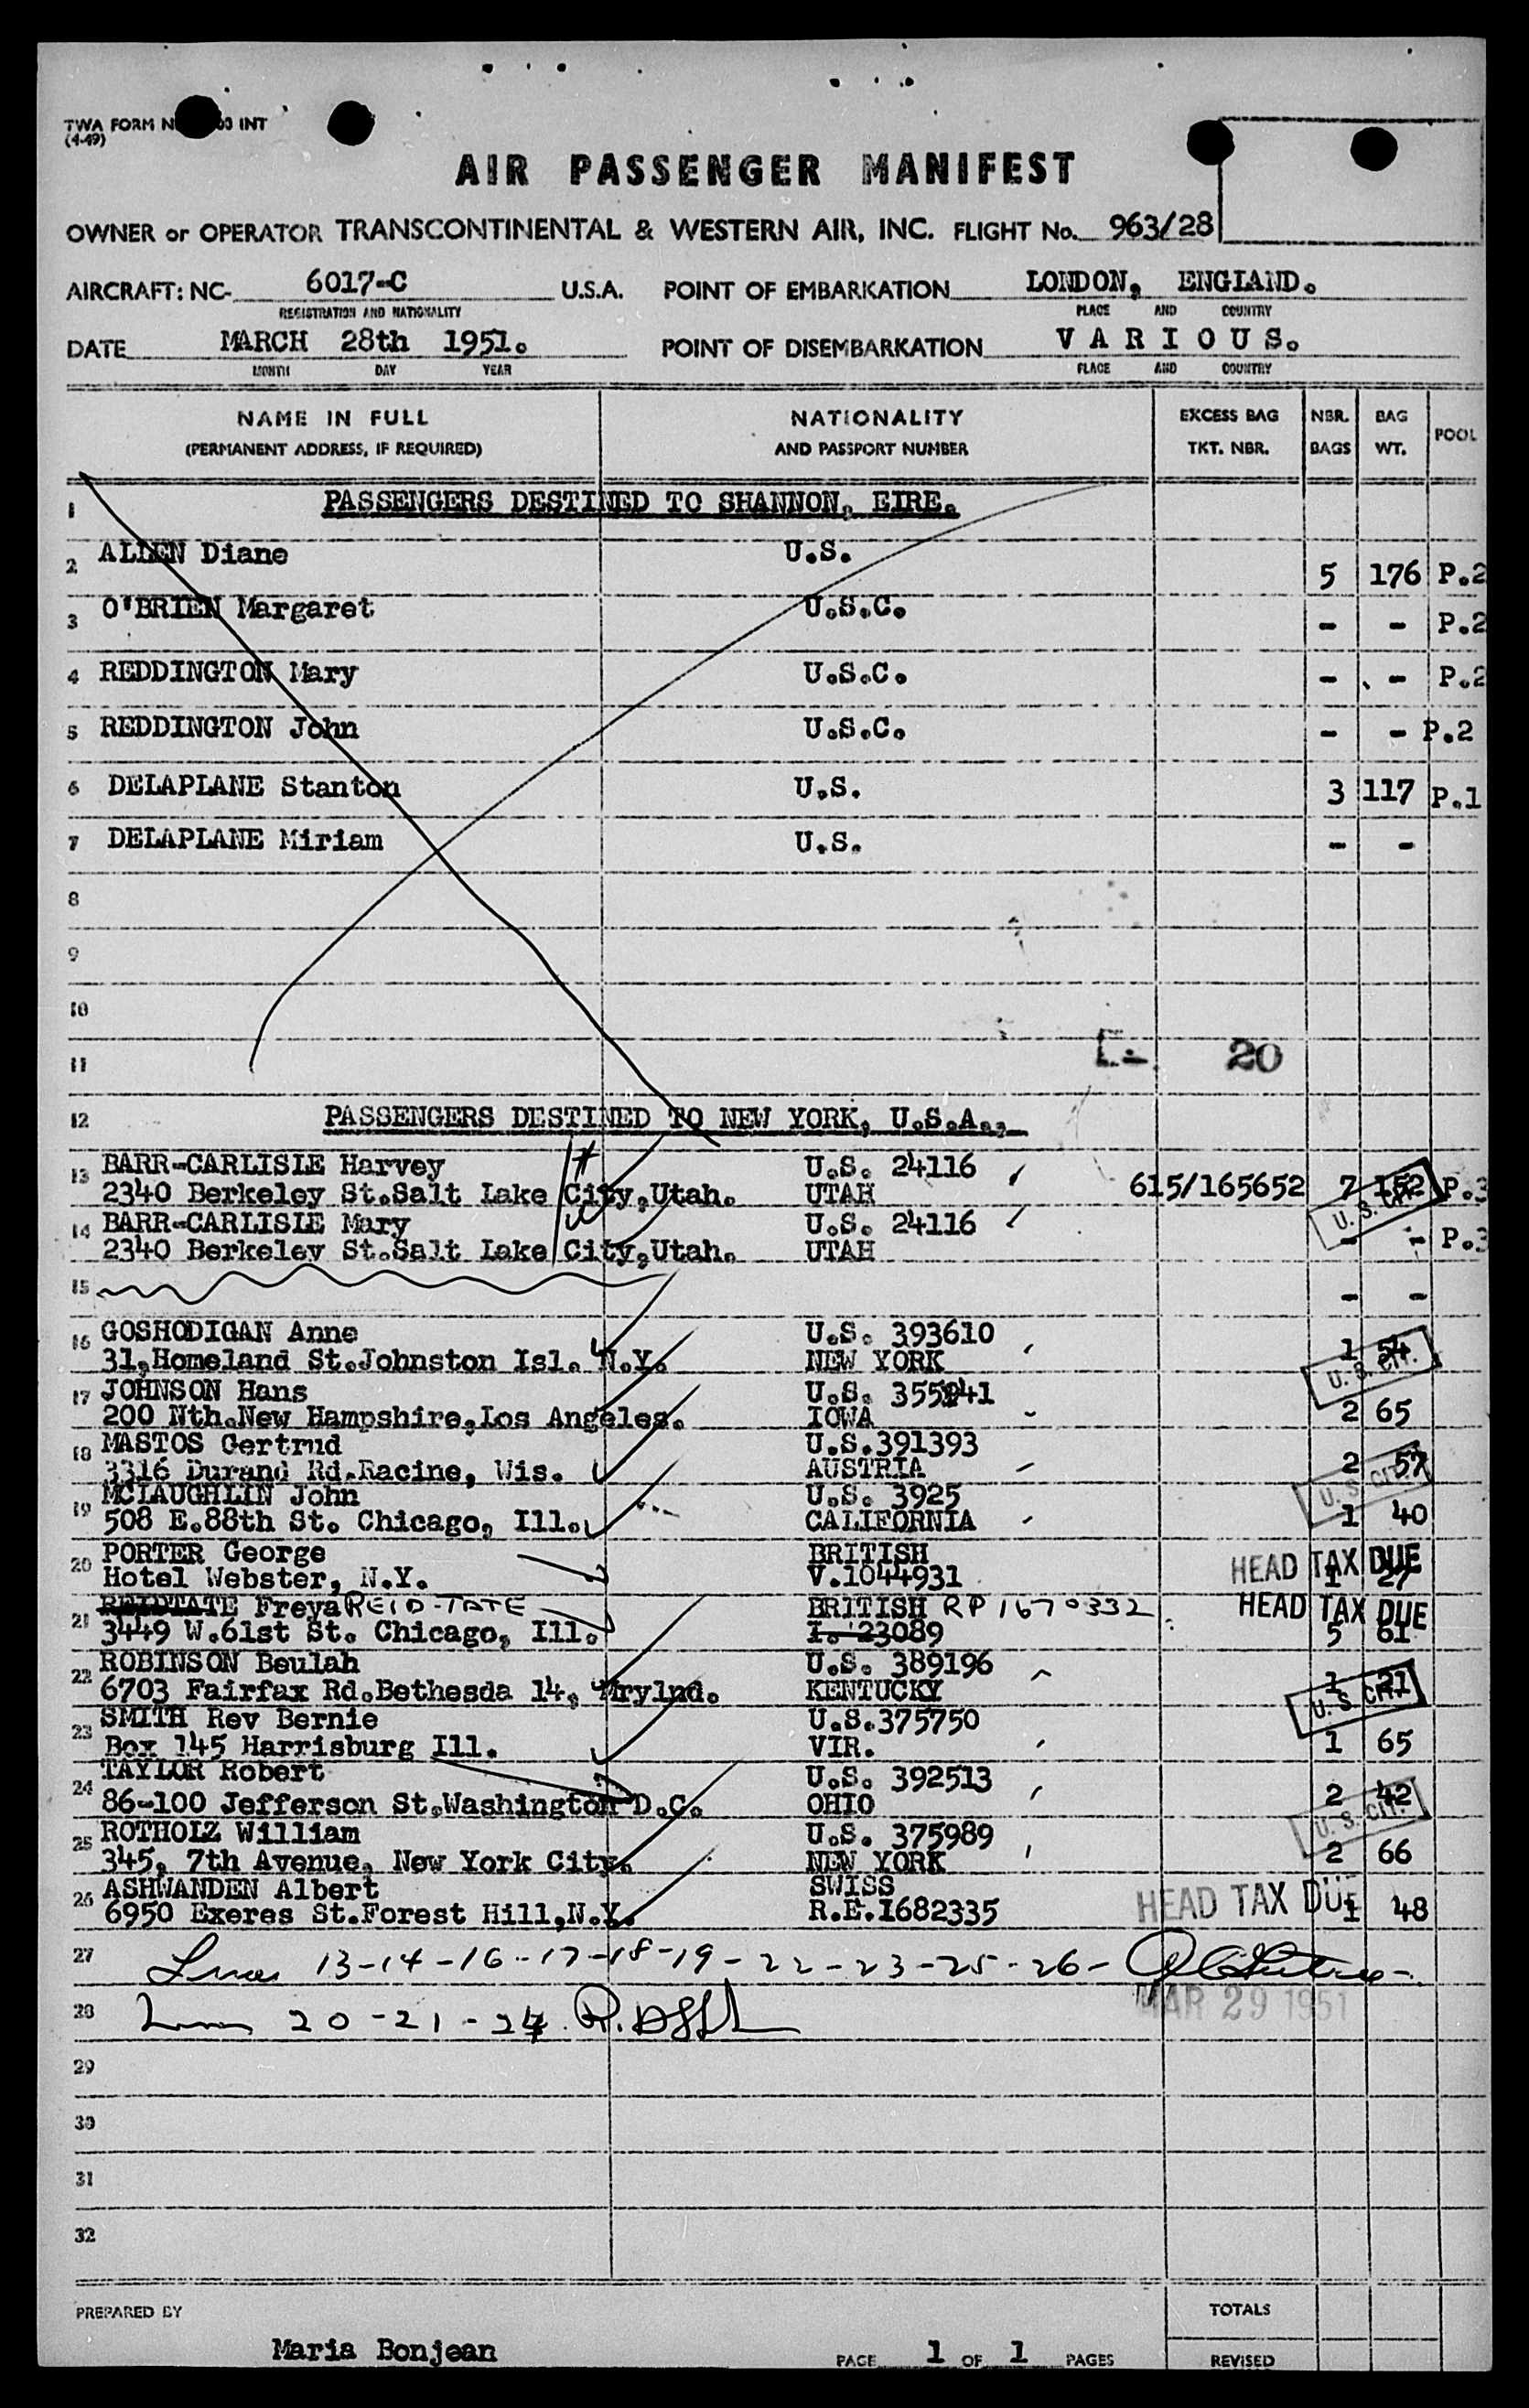 TWA FORM N 00 INT
(4-49)
AIR PASSENGER MANIFEST
OWNER or OPERATOR TRANSCONTINENTAL & WESTERN AIR, INC. FLIGHT No. 963/28
AIRCRAFT: NC- 6017-C U.S.A. POINT OF EMBARKATION LONDON, ENGLAND.
REGISTRATION AND NATIONALITY PLACE AND COUNTRY
DATE MARCH 28th 1951. POINT OF DISEMBARKATION V A R I O U S.
MONTH DAY YEAR PLACE AND COUNTRY
NAME IN FULL NATIONALITY EXCESS BAG NBR. BAG POOL
(PERMANENT ADDRESS, IF REQUIRED) AND PASSPORT NUMBER TKT. NBR. BAGS WT.
1 PASSENGERS DESTINED TO SHANNON, EIRE.
2 ALLEN Diane U.S. 5 176 P.2
3 O'BRIEN Margaret U.S.C. - - P.2
4 REDDINGTON Mary U.S.C. - - P.2
5 REDDINGTON John U.S.C. - - P.2
6 DELAPLANE Stanton U.S. 3 117 P.1
7 DELAPLANE Miriam U.S. - -
8
9
10
11 20
12 PASSENGERS DESTINED TO NEW YORK, U.S.A.,
13 BARR-CARLISLE Harvey U.S. 24116
2340 Berkeley St.Salt Lake City,Utah. UTAH 615/165652 7 152 P.3
U. S. CIT.
14 BARR-CARLISLE Mary U.S. 24116
2340 Berkeley St.Salt Lake City,Utah. UTAH - - P.3
15 - -
16 GOSHODIGAN Anne U.S. 393610
31,Homeland St.Johnston Isl. N.Y. NEW YORK 1 54
U. S. CIT.
17 JOHNSON Hans U.S.
200 Nth.New Hampshire,Los Angeles. IOWA 2 65
18 MASTOS Gertrud U.S.391393
3316 Durand Rd.Racine, Wis. AUSTRIA 2 57
U. S. CIT.
19 MCLAUGHLIN John U.S. 3925
508 E.88th St. Chicago, Ill. CALIFORNIA 1 40
20 PORTER George BRITISH HEAD TAX DUE
Hotel Webster, N.Y. V.1044931 1 27
21 REIDTATE Freya REID-TATE BRITISH RP 1670332 HEAD TAX DUE
3449 W.61st St. Chicago, Ill. I. 23089 5 61
22 ROBINSON Beulah U.S. 389196
6703 Fairfax Rd.Bethesda 14, Mrylnd. KENTUCKY 1 21
U. S. CIT.
23 SMITH Rev Bernie U.S.375750
Box 145 Harrisburg Ill. VIR. 1 65
24 TAYLOR Robert U.S. 392513
86-100 Jefferson St.Washington D.C. OHIO 2 42
U. S. CIT.
25 ROTHOLZ William U.S. 375989
345, 7th Avenue, New York City. NEW YORK 2 66
26 ASHWANDEN Albert SWISS HEAD TAX DUE
6950 Exeres St.Forest Hill,N.Y. R.E.1682335 1 48
27 Lines 13-14-16-17-18-19-22-23-25-26-
28 Lines 20-21-24 MAR 29 1951
29
30
31
32
PREPARED BY TOTALS
Maria Bonjean PAGE 1 OF 1 PAGES REVISED